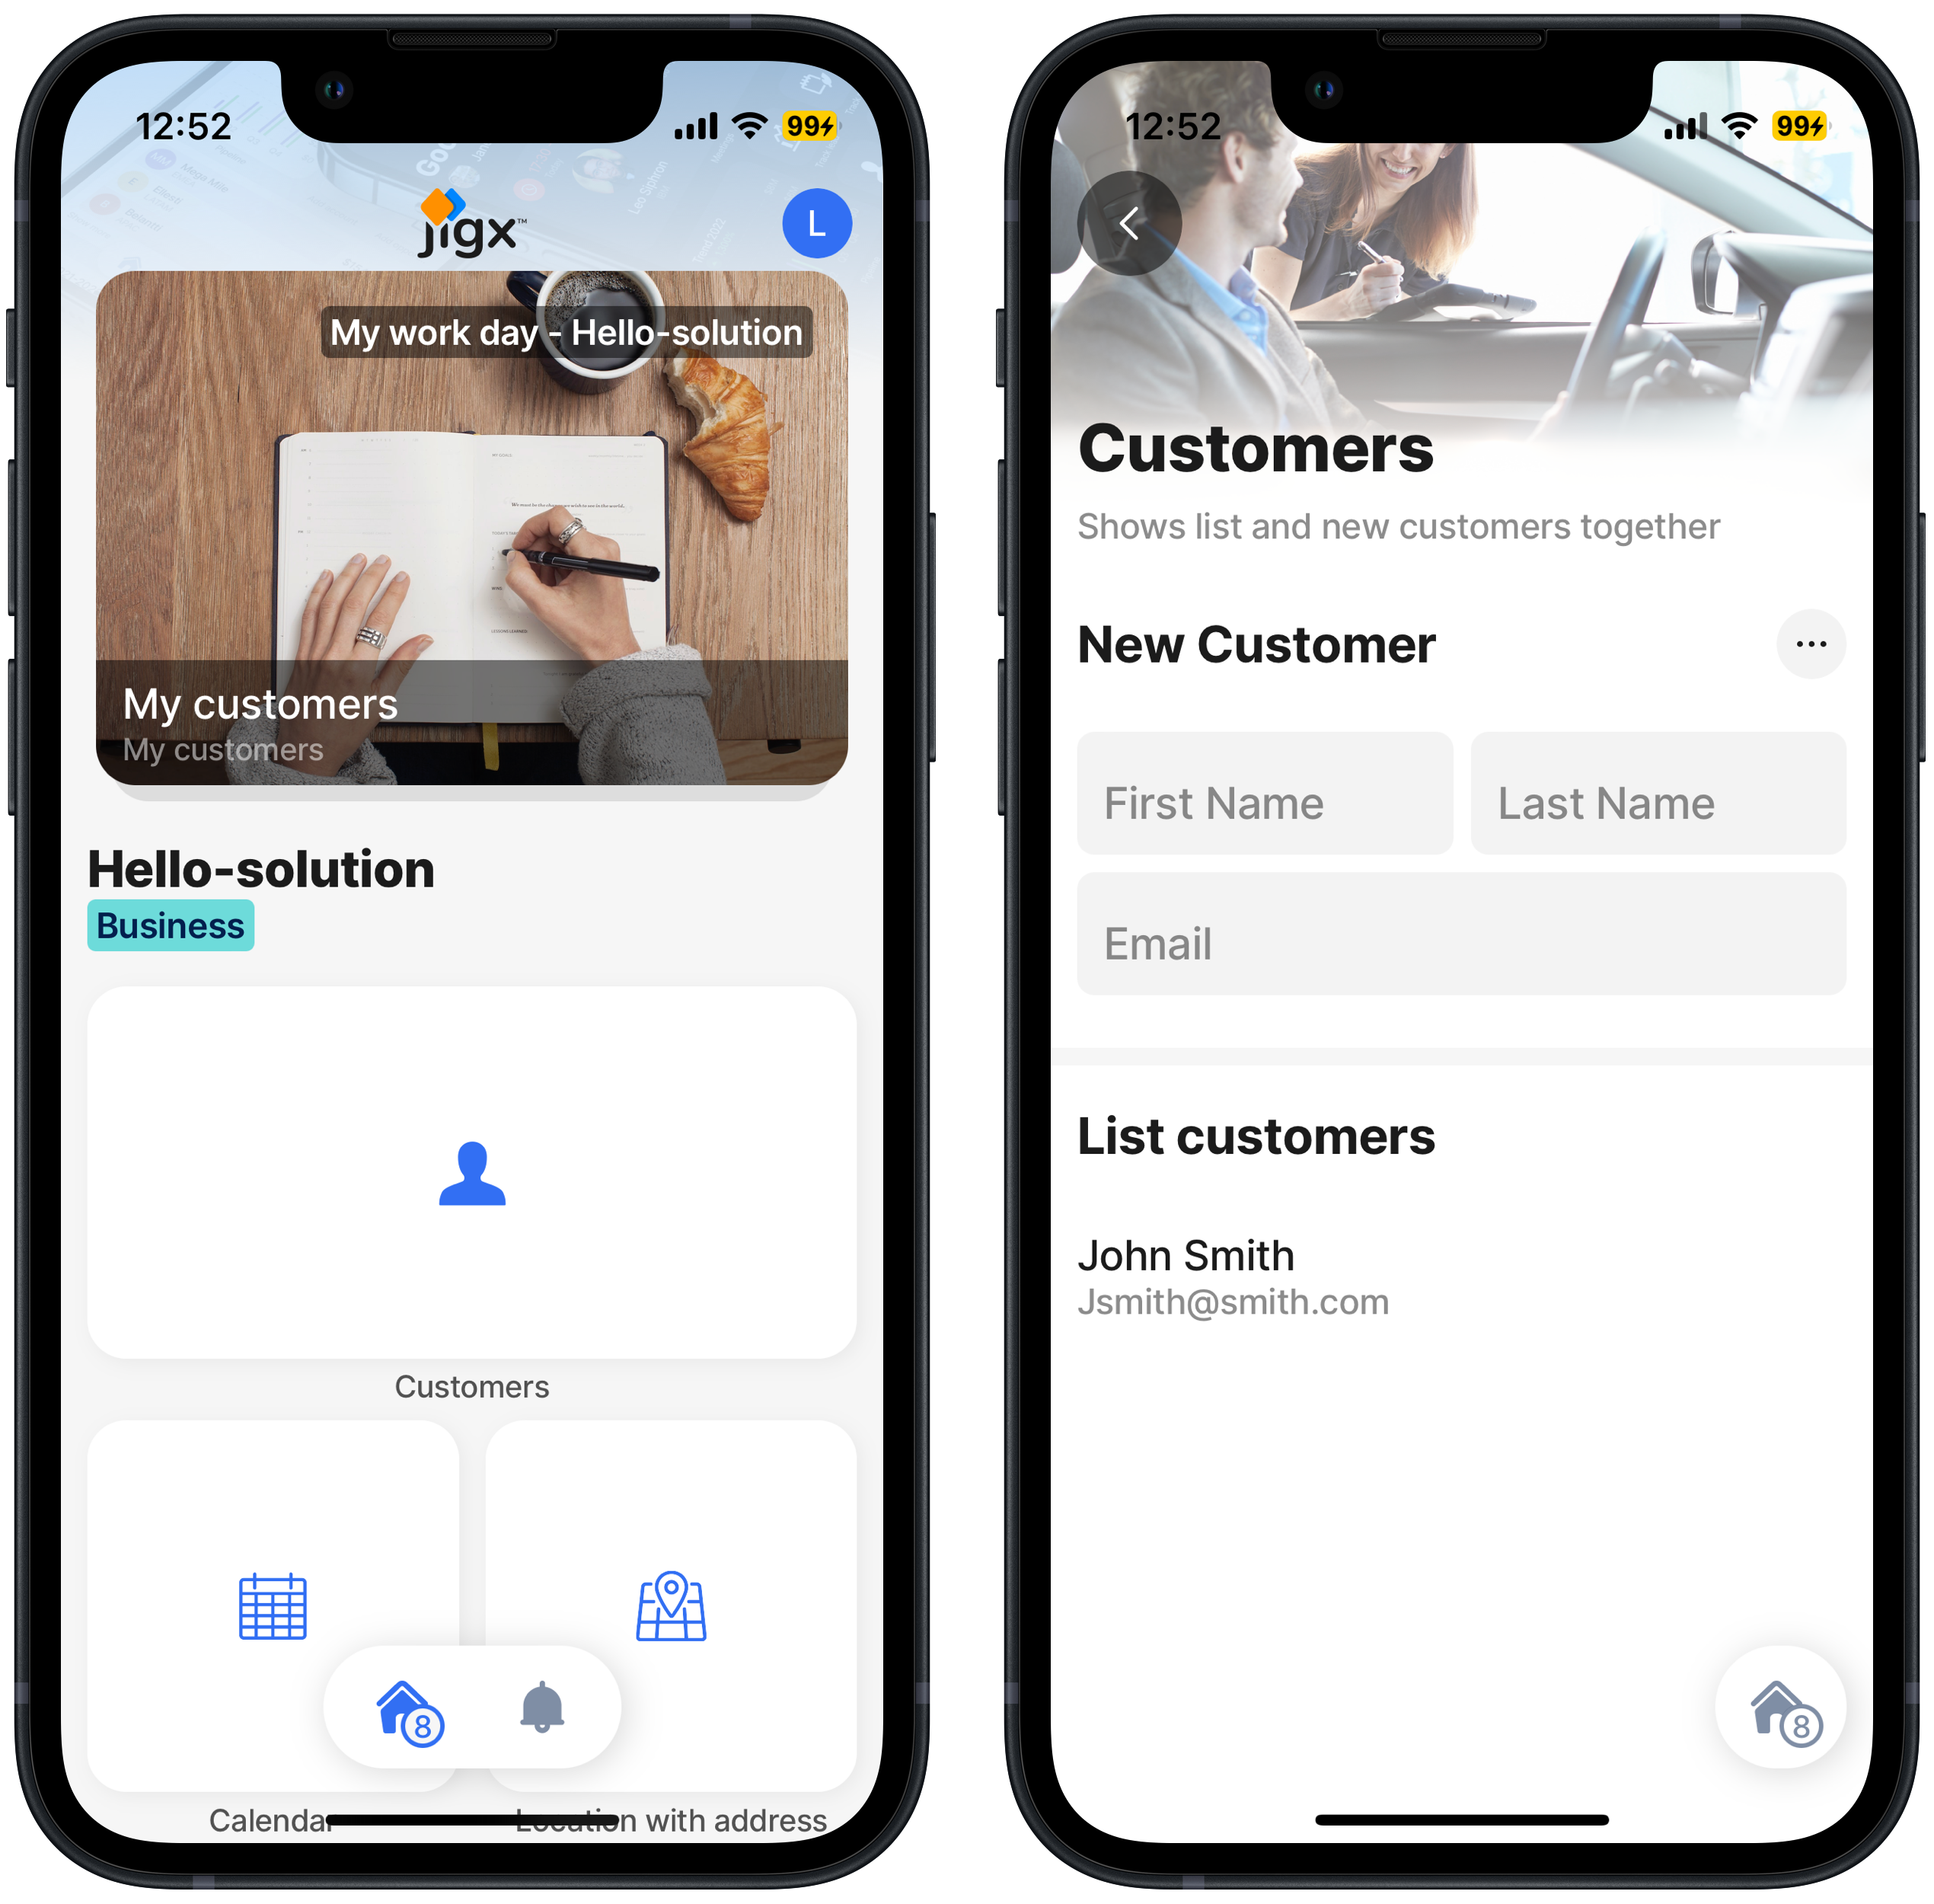 12:52
99
jigx™
L
My work day - Hello-solution
My customers
My customers
Hello-solution
Business
Customers
8
Calendar
Location with address
12:52
99
Customers
Shows list and new customers together
New Customer
First Name
Last Name
Email
List customers
John Smith
Jsmith@smith.com
8